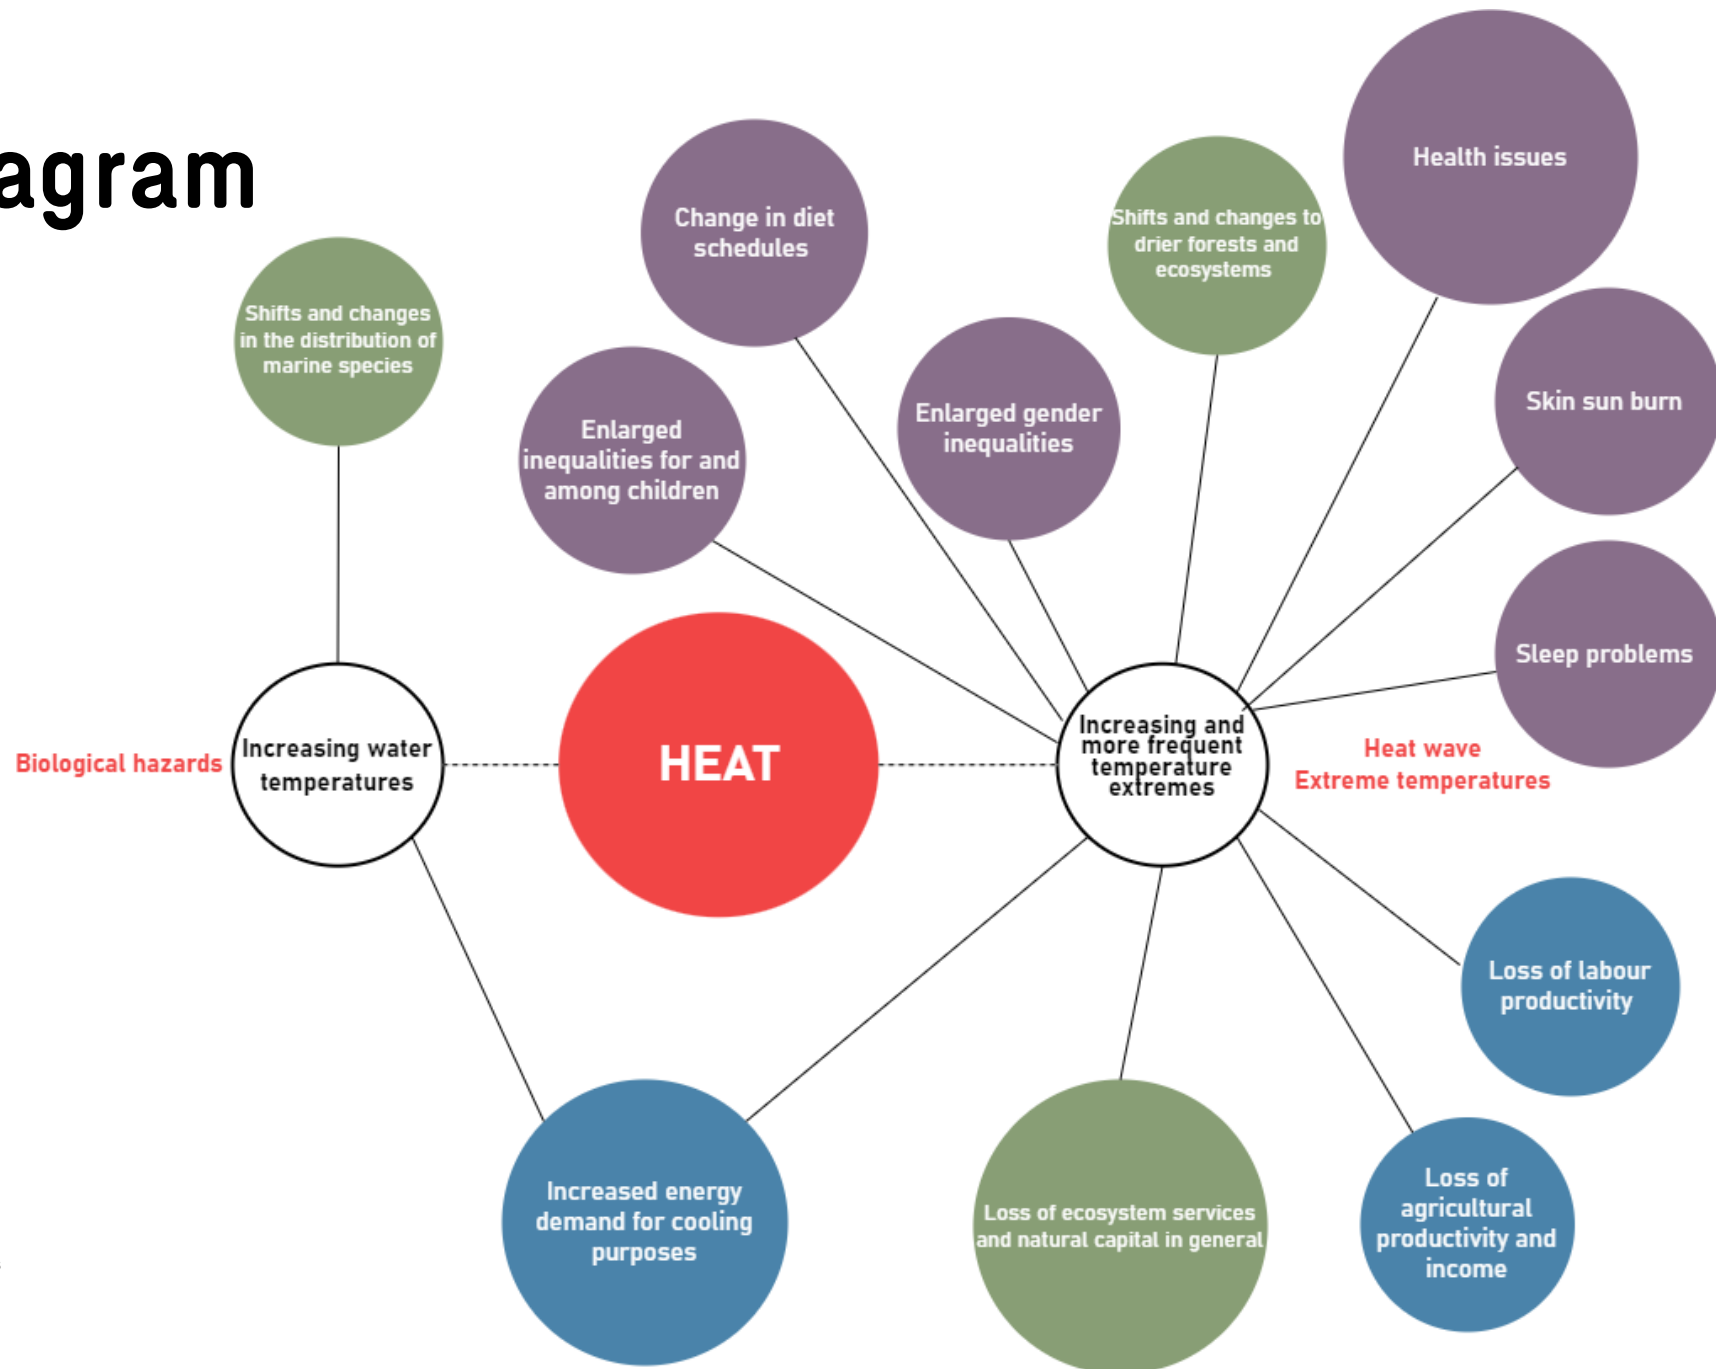 agram
Health issues
Change in diet
schedules
Shifts and changes to
drier forests and
ecosystems
Shifts and changes
in the distribution of
marine species
Enlarged
inequalities for and
among children
Enlarged gender
inequalities
Skin sun burn
Sleep problems
Biological hazards
Increasing water
temperatures
HEAT
Increasing and
more frequent
temperature
extremes
Heat wave
Extreme temperatures
Loss of labour
productivity
Increased energy
demand for cooling
purposes
Loss of ecosystem services
and natural capital in general
Loss of
agricultural
productivity and
income